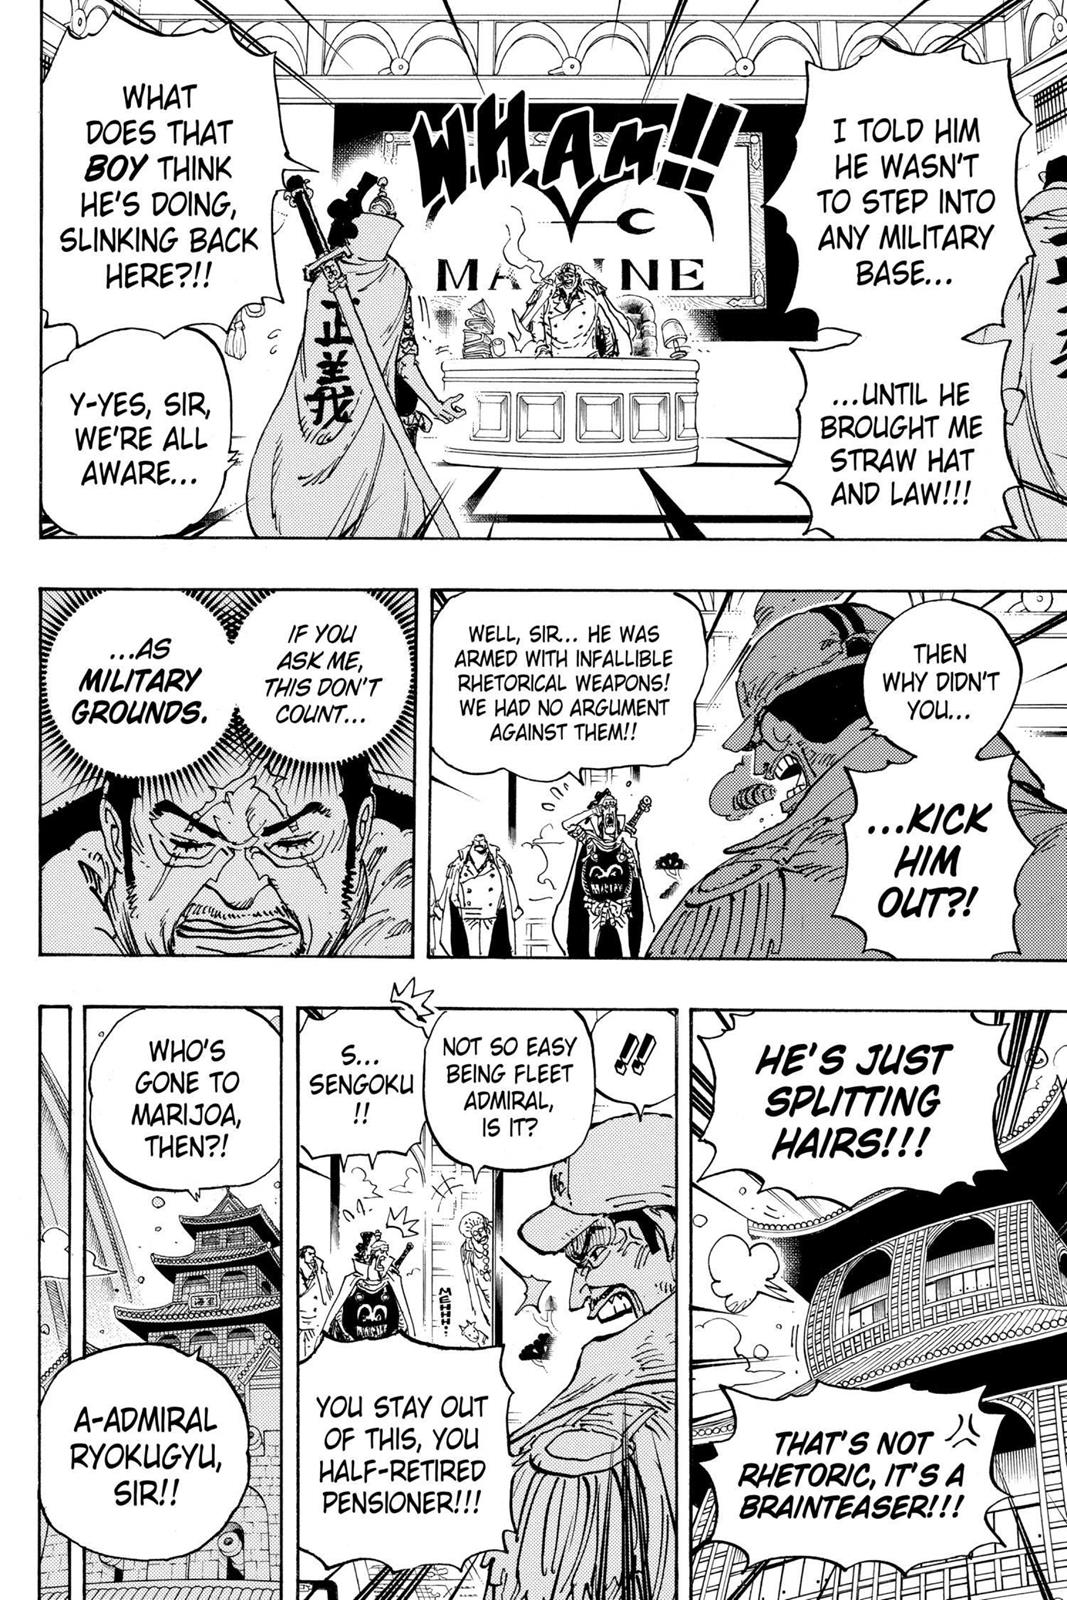 I TOLD HIM
HE WASN'T
TO STEP INTO
ANY MILITARY
BASE...
...UNTIL HE
BROUGHT ME
STRAW HAT
AND LAW!!!
WHAM!!
MARINE
WHAT
DOES THAT
BOY THINK
HE'S DOING,
SLINKING BACK
HERE?!!
正義
Y-YES, SIR,
WE'RE ALL
AWARE...
THEN
WHY DIDN'T
YOU...
...KICK
HIM
OUT?!
WELL, SIR... HE WAS
ARMED WITH INFALLIBLE
RHETORICAL WEAPONS!
WE HAD NO ARGUMENT
AGAINST THEM!!
IF YOU
ASK ME,
THIS DON'T
COUNT...
...AS
MILITARY
GROUNDS.
HE'S JUST
SPLITTING
HAIRS!!!
THAT'S NOT
RHETORIC, IT'S A
BRAINTEASER!!!
!!
NOT SO EASY
BEING FLEET
ADMIRAL,
IS IT?
S...
SENGOKU
!!
MEHHH!
YOU STAY OUT
OF THIS, YOU
HALF-RETIRED
PENSIONER!!!
WHO'S
GONE TO
MARIJOA,
THEN?!
A-ADMIRAL
RYOKUGYU,
SIR!!